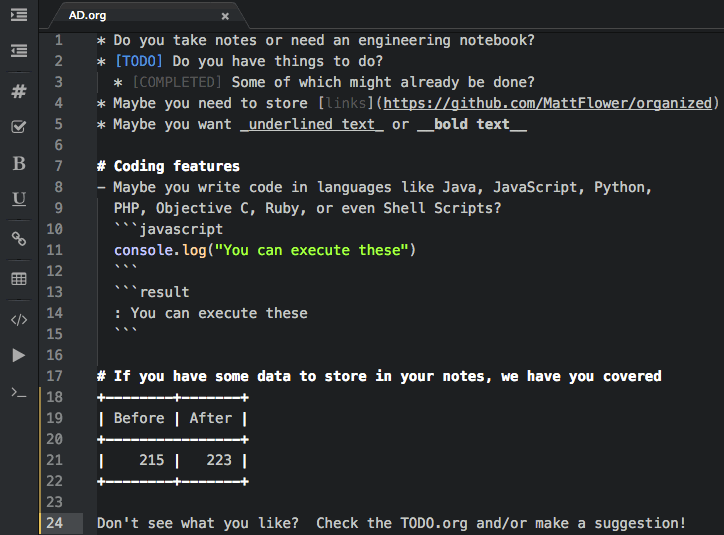 AD.org ×
1 * Do you take notes or need an engineering notebook?
2 * [TODO] Do you have things to do?
3   * [COMPLETED] Some of which might already be done?
4 * Maybe you need to store [links](https://github.com/MattFlower/organized)
5 * Maybe you want _underlined text_ or __bold text__
6
7 # Coding features
8 - Maybe you write code in languages like Java, JavaScript, Python,
9   PHP, Objective C, Ruby, or even Shell Scripts?
10   ```javascript
11   console.log("You can execute these")
12   ```
13   ```result
14   : You can execute these
15   ```
16
17 # If you have some data to store in your notes, we have you covered
18 +--------+-------+
19 | Before | After |
20 +----------------+
21 |    215 |   223 |
22 +--------+-------+
23
24 Don't see what you like?  Check the TODO.org and/or make a suggestion!